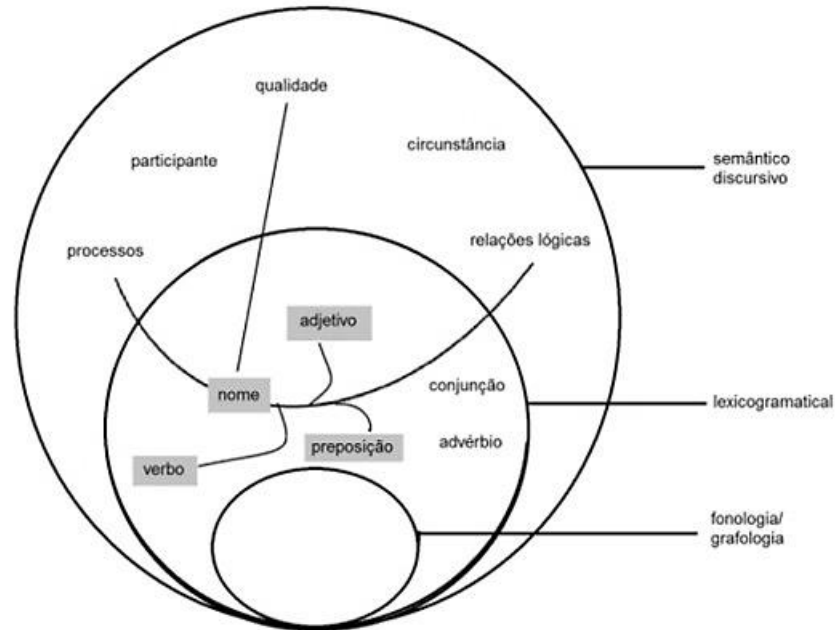 qualidade
circunstância
participante
semântico
discursivo
processos
relações lógicas
adjetivo
conjunção
nome
lexicogramatical
advérbio
preposição
verbo
fonologia/
grafologia